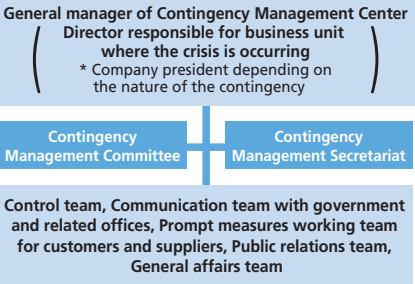 General manager of Contingency Management Center
Director responsible for business unit
where the crisis is occurring
* Company president depending on
the nature of the contingency
Contingency
Management Committee
Contingency
Management Secretariat
Control team, Communication team with government
and related offices, Prompt measures working team
for customers and suppliers, Public relations team,
General affairs team